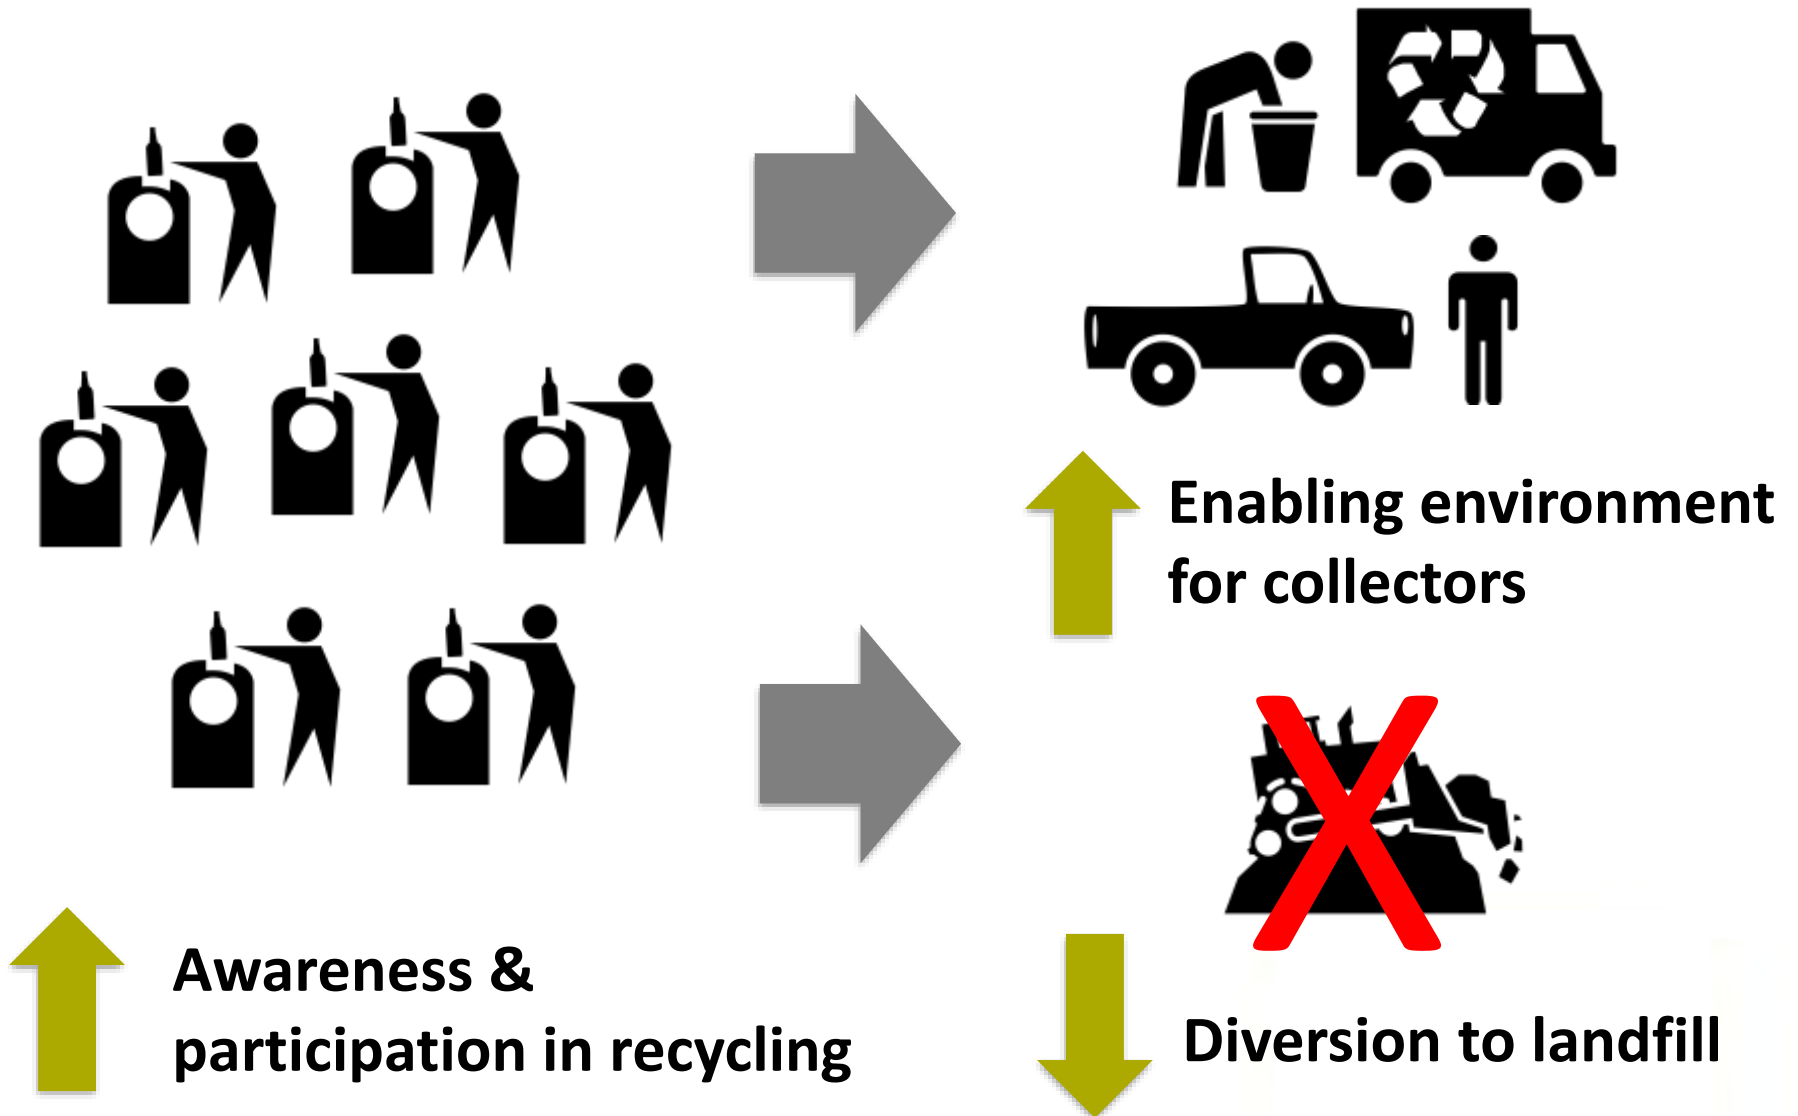 Enabling environment
for collectors
Awareness &
participation in recycling
Diversion to landfill